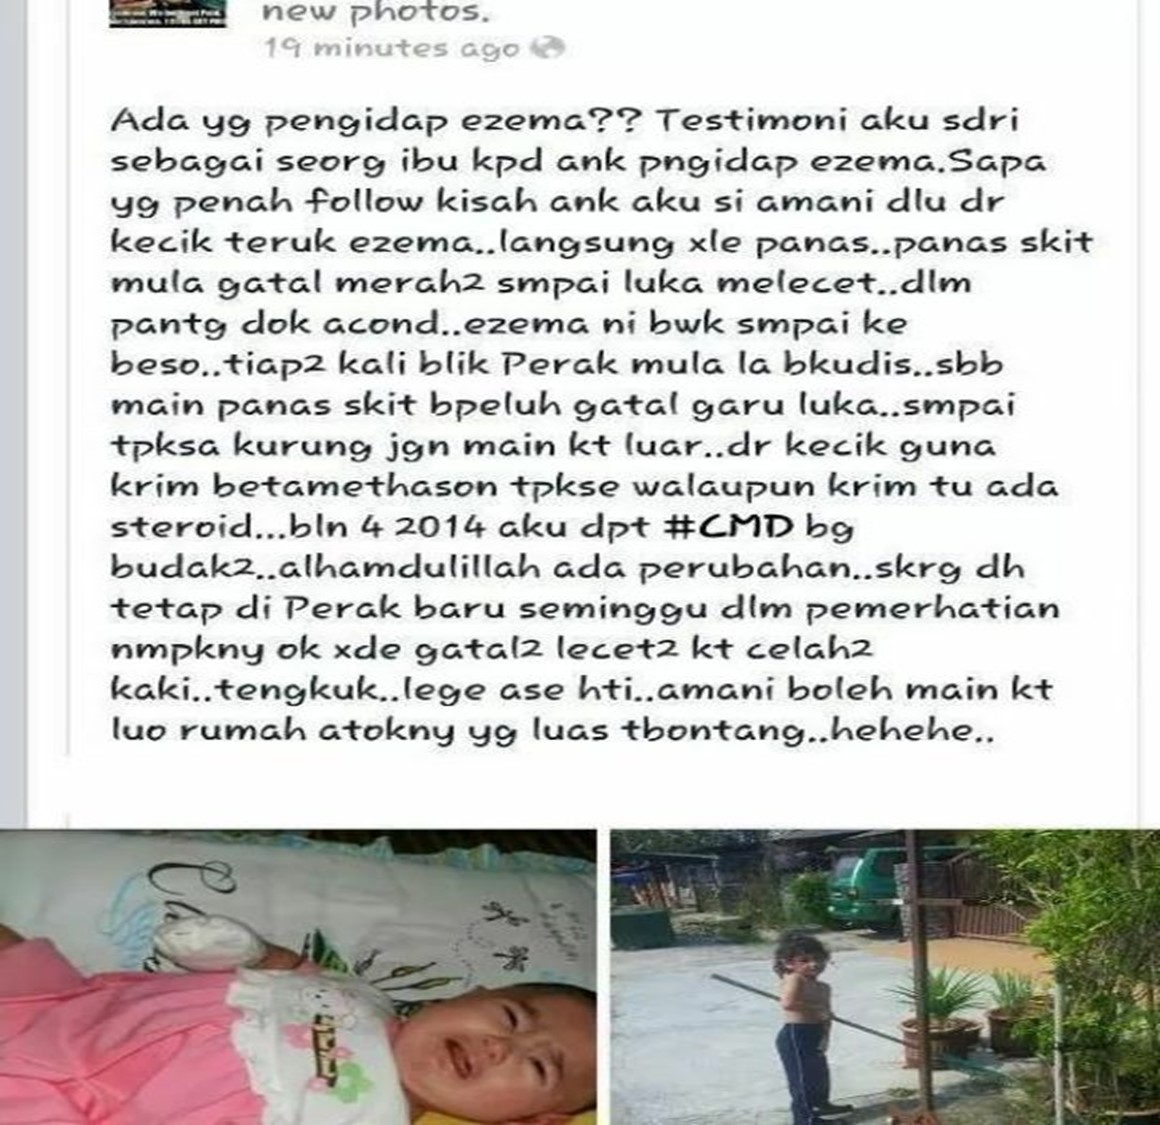 new photos.
19 minutes ago
Ada yg pengidap ezema?? Testimoni aku sdri
sebagai seorg ibu kpd ank pngidap ezema.Sapa
yg penah follow kisah ank aku si amani dlu dr
kecik teruk ezema..langsung xle panas..panas skit
mula gatal merah2 smpai luka melecet..dlm
pantg dok acond..ezema ni bwk smpai ke
beso..tiap2 kali blik Perak mula la bkudis..sbb
main panas skit bpeluh gatal garu luka..smpai
tpksa kurung jgn main kt luar..dr kecik guna
krim betamethason tpkse walaupun krim tu ada
steroid...bln 4 2014 aku dpt #CMD bg
budak2..alhamdulillah ada perubahan..skrg dh
tetap di Perak baru seminggu dlm pemerhatian
nmpkny ok xde gatal2 lecet2 kt celah2
kaki..tengkuk..lege ase hti..amani boleh main kt
luo rumah atokny yg luas tbontang..hehehe..